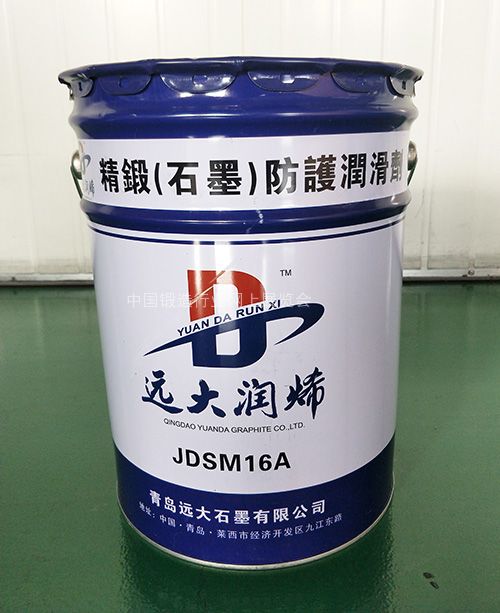 精鍛(石墨)防護潤滑劑
TM
中国锻造行业网上展览会
YUAN DA RUN XI
远大润烯
QINGDAO YUANDA GRAPHITE CO.,LTD.
JDSM16A
青岛远大石墨有限公司
地址：中国·青岛·莱西市经济开发区九江东路